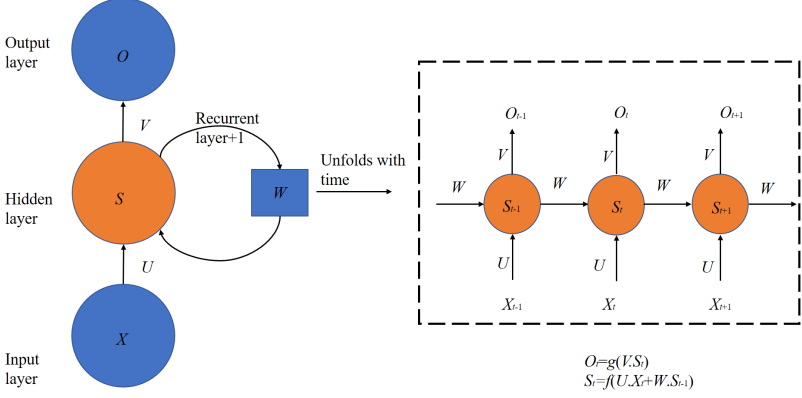 Output
layer
O
V
Recurrent
layer+1
Hidden
layer
S
W
Unfolds with
time
U
Input
layer
X
Oₜ₋₁ Oₜ Oₜ₊₁
V V V
W W W W
Sₜ₋₁ Sₜ Sₜ₊₁
U U U
Xₜ₋₁ Xₜ Xₜ₊₁
Oₜ=g(V.Sₜ)
Sₜ=f(U.Xₜ+W.Sₜ₋₁)